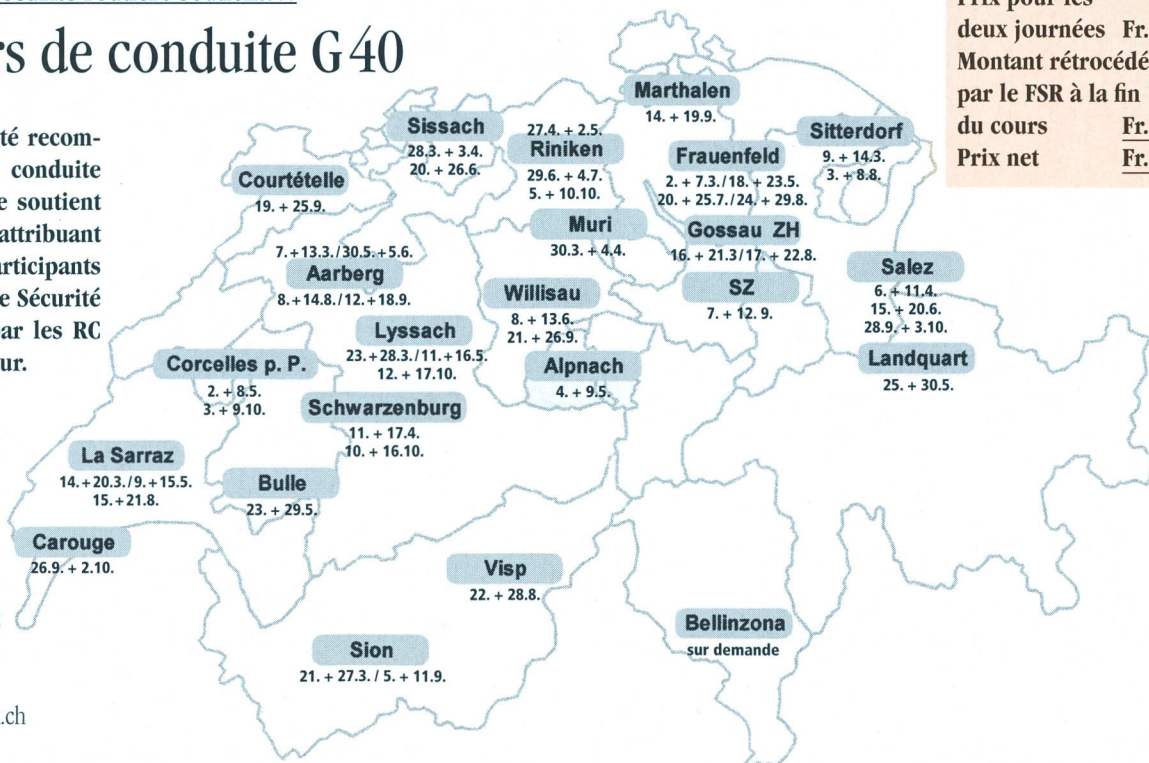 rs de conduite G40
té recom-
conduite
e soutient
attribuant
articipants
e Sécurité
par les RC
ur.
.ch
deux journées Fr.
Montant rétrocédé
par le FSR à la fin
du cours Fr.
Prix net Fr.
Marthalen
14. + 19.9.
Sissach
28.3. + 3.4.
20. + 26.6.
27.4. + 2.5.
Riniken
29.6. + 4.7.
5. + 10.10.
Sitterdorf
9. + 14.3.
3. + 8.8.
Frauenfeld
2. + 7.3./18. + 23.5.
20. + 25.7./24. + 29.8.
Courtételle
19. + 25.9.
Muri
30.3. + 4.4.
Gossau ZH
16. + 21.3/17. + 22.8.
7. +13.3./30.5. +5.6.
Aarberg
8. +14.8./12. +18.9.
Salez
6. + 11.4.
15. + 20.6.
28.9. + 3.10.
Willisau
8. + 13.6.
21. + 26.9.
SZ
7. + 12. 9.
Lyssach
23. +28.3./11. +16.5.
12. + 17.10.
Landquart
25. + 30.5.
Corcelles p. P.
2. + 8.5.
3. + 9.10.
Alpnach
4. + 9.5.
Schwarzenburg
11. + 17.4.
10. + 16.10.
La Sarraz
14. +20.3./9. +15.5.
15. +21.8.
Bulle
23. + 29.5.
Carouge
26.9. + 2.10.
Visp
22. + 28.8.
Bellinzona
sur demande
Sion
21. + 27.3. / 5. + 11.9.